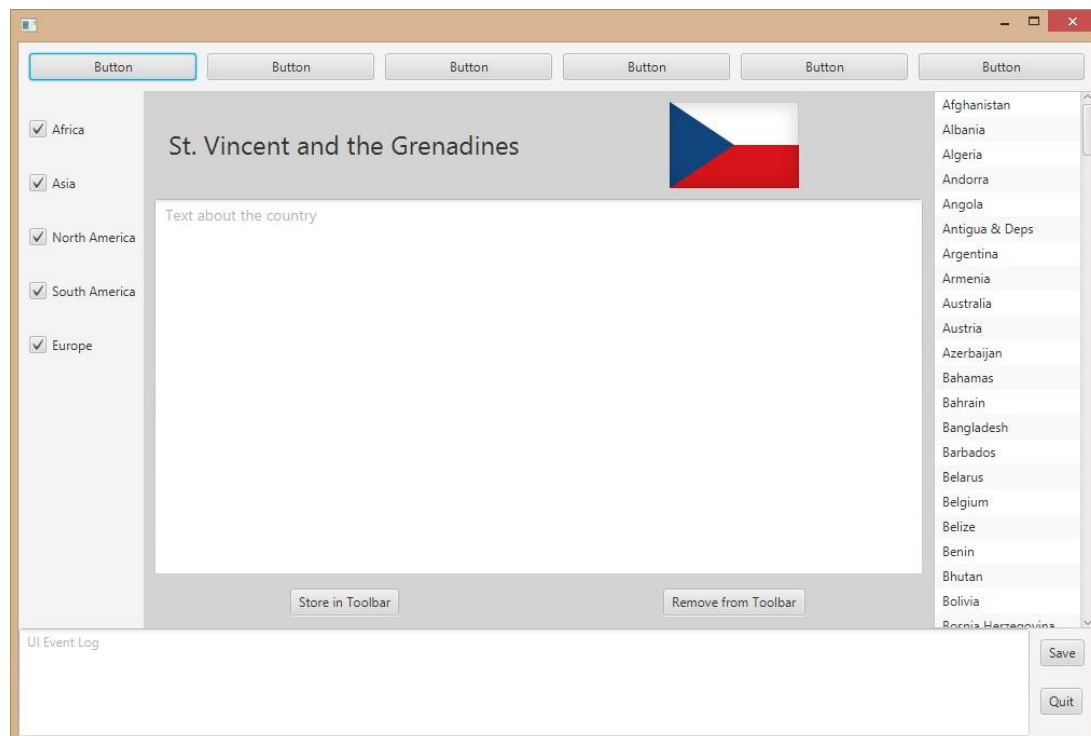 Button Button Button Button Button Button
Africa
Asia
North America
South America
Europe
St. Vincent and the Grenadines
Text about the country
Store in Toolbar Remove from Toolbar
Afghanistan
Albania
Algeria
Andorra
Angola
Antigua & Deps
Argentina
Armenia
Australia
Austria
Azerbaijan
Bahamas
Bahrain
Bangladesh
Barbados
Belarus
Belgium
Belize
Benin
Bhutan
Bolivia
Bosnia Herzegovina
UI Event Log
Save
Quit